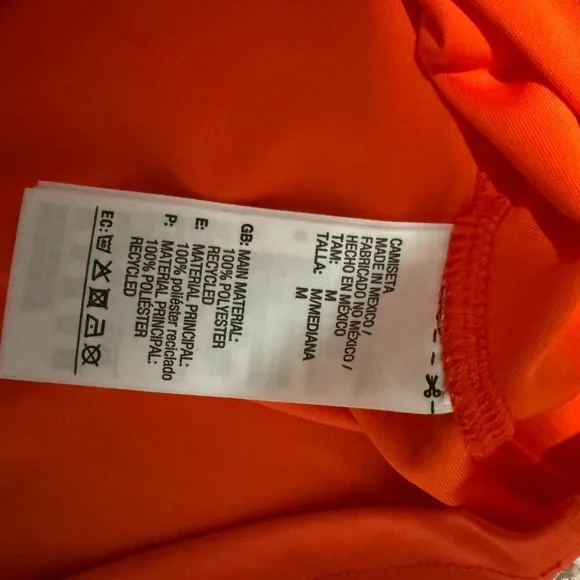 CAMISETA
MADE IN MEXICO /
FABRICADO NO MÉXICO /
HECHO EN MÉXICO
TAM: M
TALLA: M/MEDIANA
M
GB: MAIN MATERIAL:
100% POLYESTER
RECYCLED
E: MATERIAL PRINCIPAL:
100% poliéster reciclado
P: MATERIAL PRINCIPAL:
100% POLIÉSTER
RECYCLED
EC: